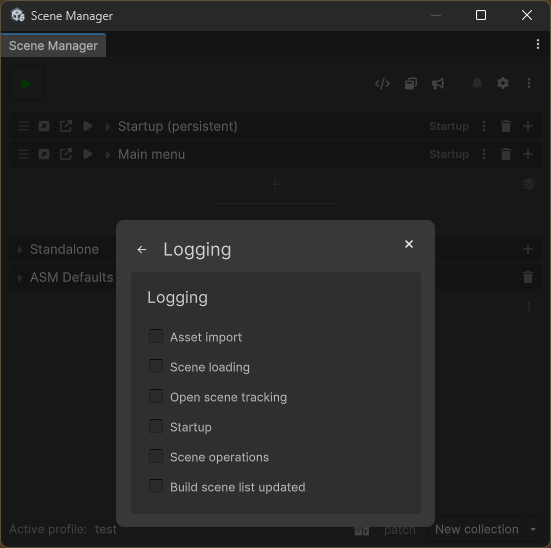 Scene Manager
Scene Manager
Startup (persistent) Startup
Main menu Startup
Standalone
ASM Defaults
Logging
Logging
Asset import
Scene loading
Open scene tracking
Startup
Scene operations
Build scene list updated
Active profile: test patch New collection